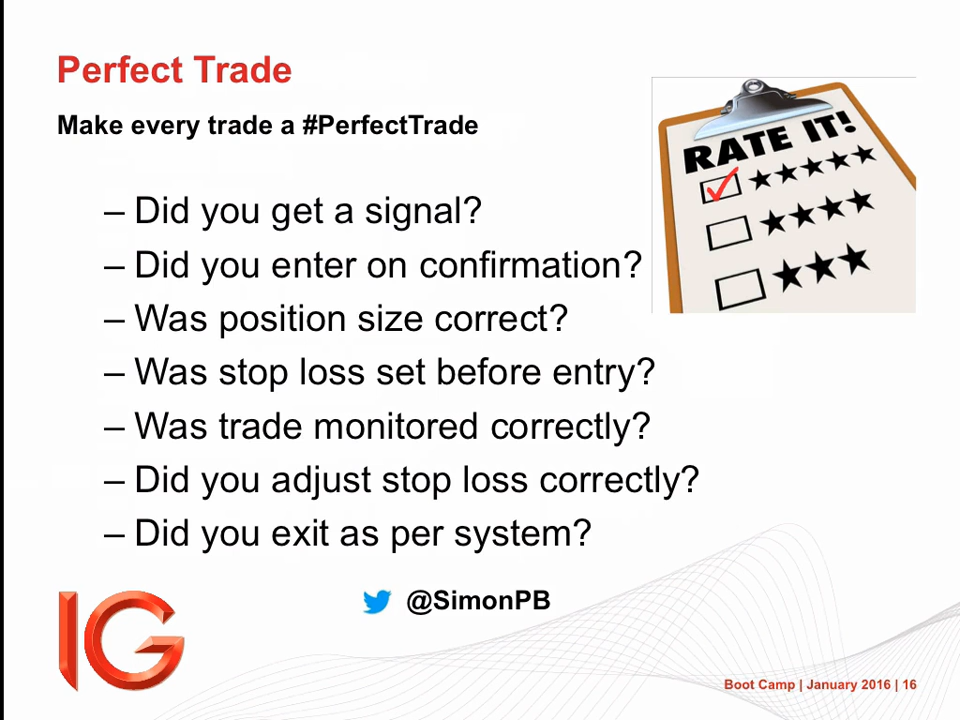 Perfect Trade
Make every trade a #PerfectTrade
RATE IT!
– Did you get a signal?
– Did you enter on confirmation?
– Was position size correct?
– Was stop loss set before entry?
– Was trade monitored correctly?
– Did you adjust stop loss correctly?
– Did you exit as per system?
@SimonPB
IG
Boot Camp | January 2016 | 16